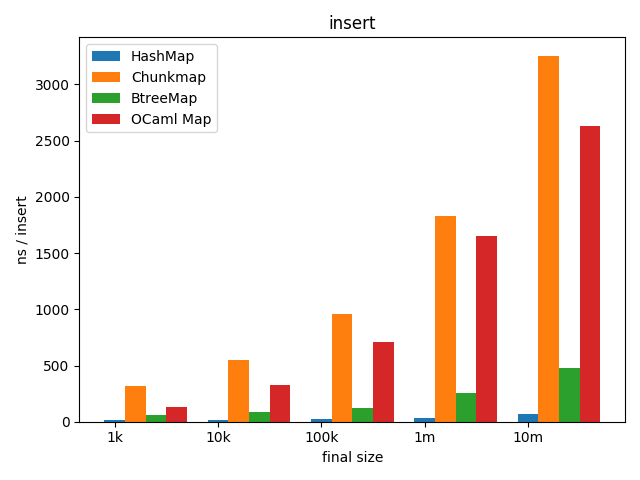 insert
HashMap
Chunkmap
BtreeMap
OCaml Map
ns / insert
3000
2500
2000
1500
1000
500
0
1k 10k 100k 1m 10m
final size